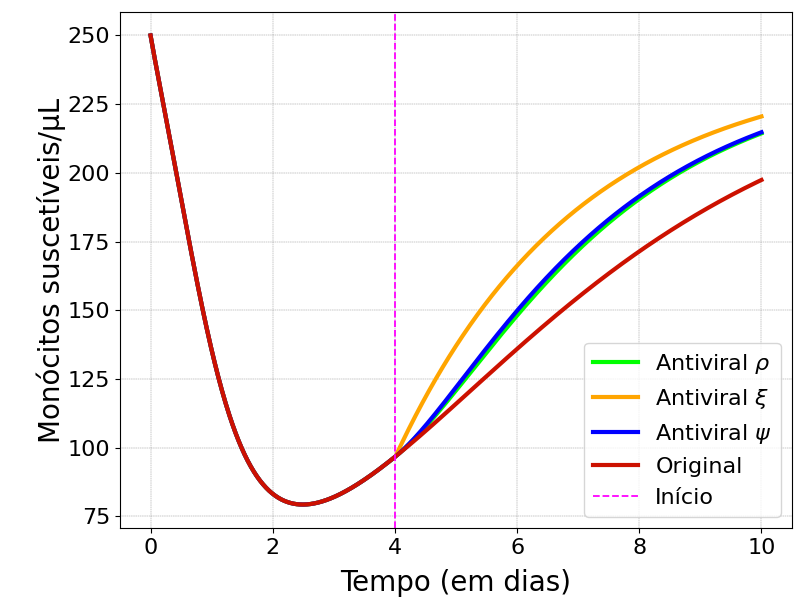 250
225
200
175
150
125
100
75
Monócitos suscetíveis/μL
0 2 4 6 8 10
Tempo (em dias)
Antiviral ρ
Antiviral ξ
Antiviral ψ
Original
Início